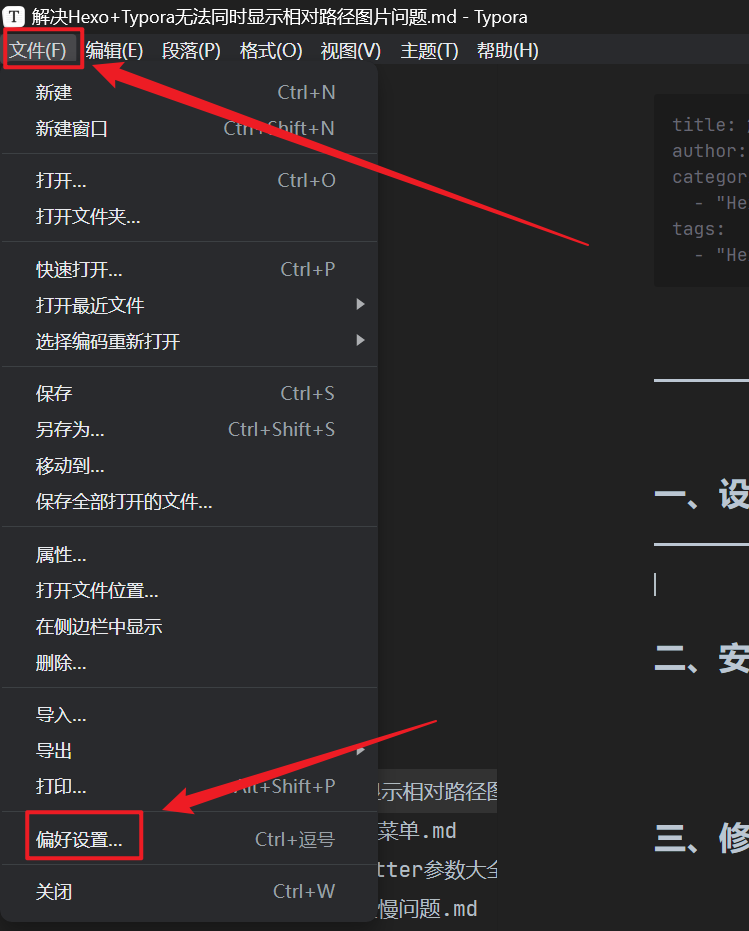 T 解决Hexo+Typora无法同时显示相对路径图片问题.md - Typora
文件(F) 编辑(E) 段落(P) 格式(O) 视图(V) 主题(T) 帮助(H)
新建 Ctrl+N
新建窗口 Ctrl+Shift+N
打开... Ctrl+O
打开文件夹...
快速打开... Ctrl+P
打开最近文件
选择编码重新打开
保存 Ctrl+S
另存为... Ctrl+Shift+S
移动到...
保存全部打开的文件...
属性...
打开文件位置...
在侧边栏中显示
删除...
导入...
导出
打印... Alt+Shift+P
偏好设置... Ctrl+逗号
关闭 Ctrl+W
title:
author:
categor
- "He
tags:
- "He
一、设
二、安
三、修
显示相对路径图
菜单.md
tter参数大全
慢问题.md